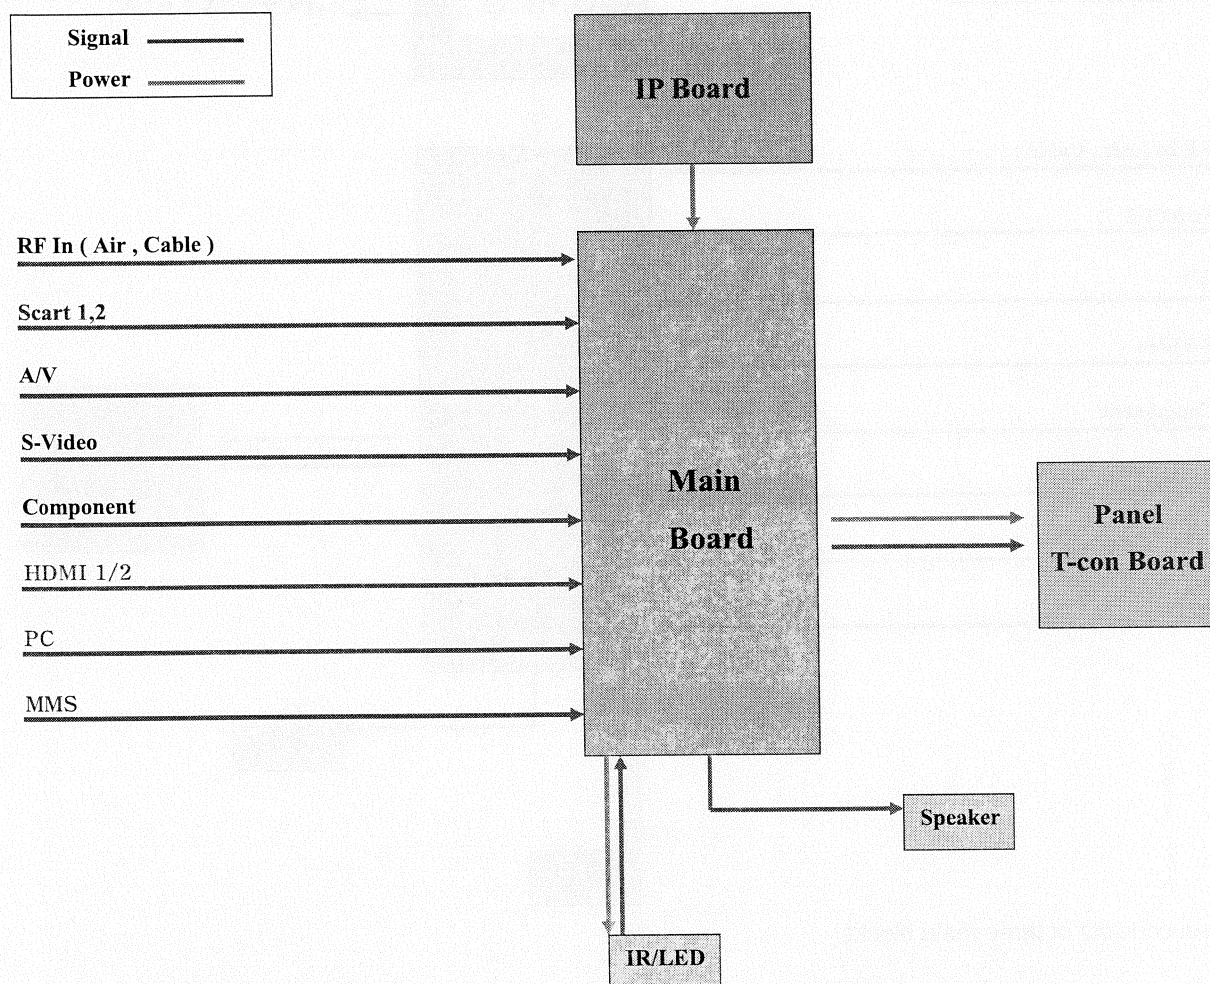 Signal
Power
IP Board
RF In ( Air , Cable )
Scart 1,2
A/V
S-Video
Component
HDMI 1/2
PC
MMS
Main
Board
Panel
T-con Board
Speaker
IR/LED